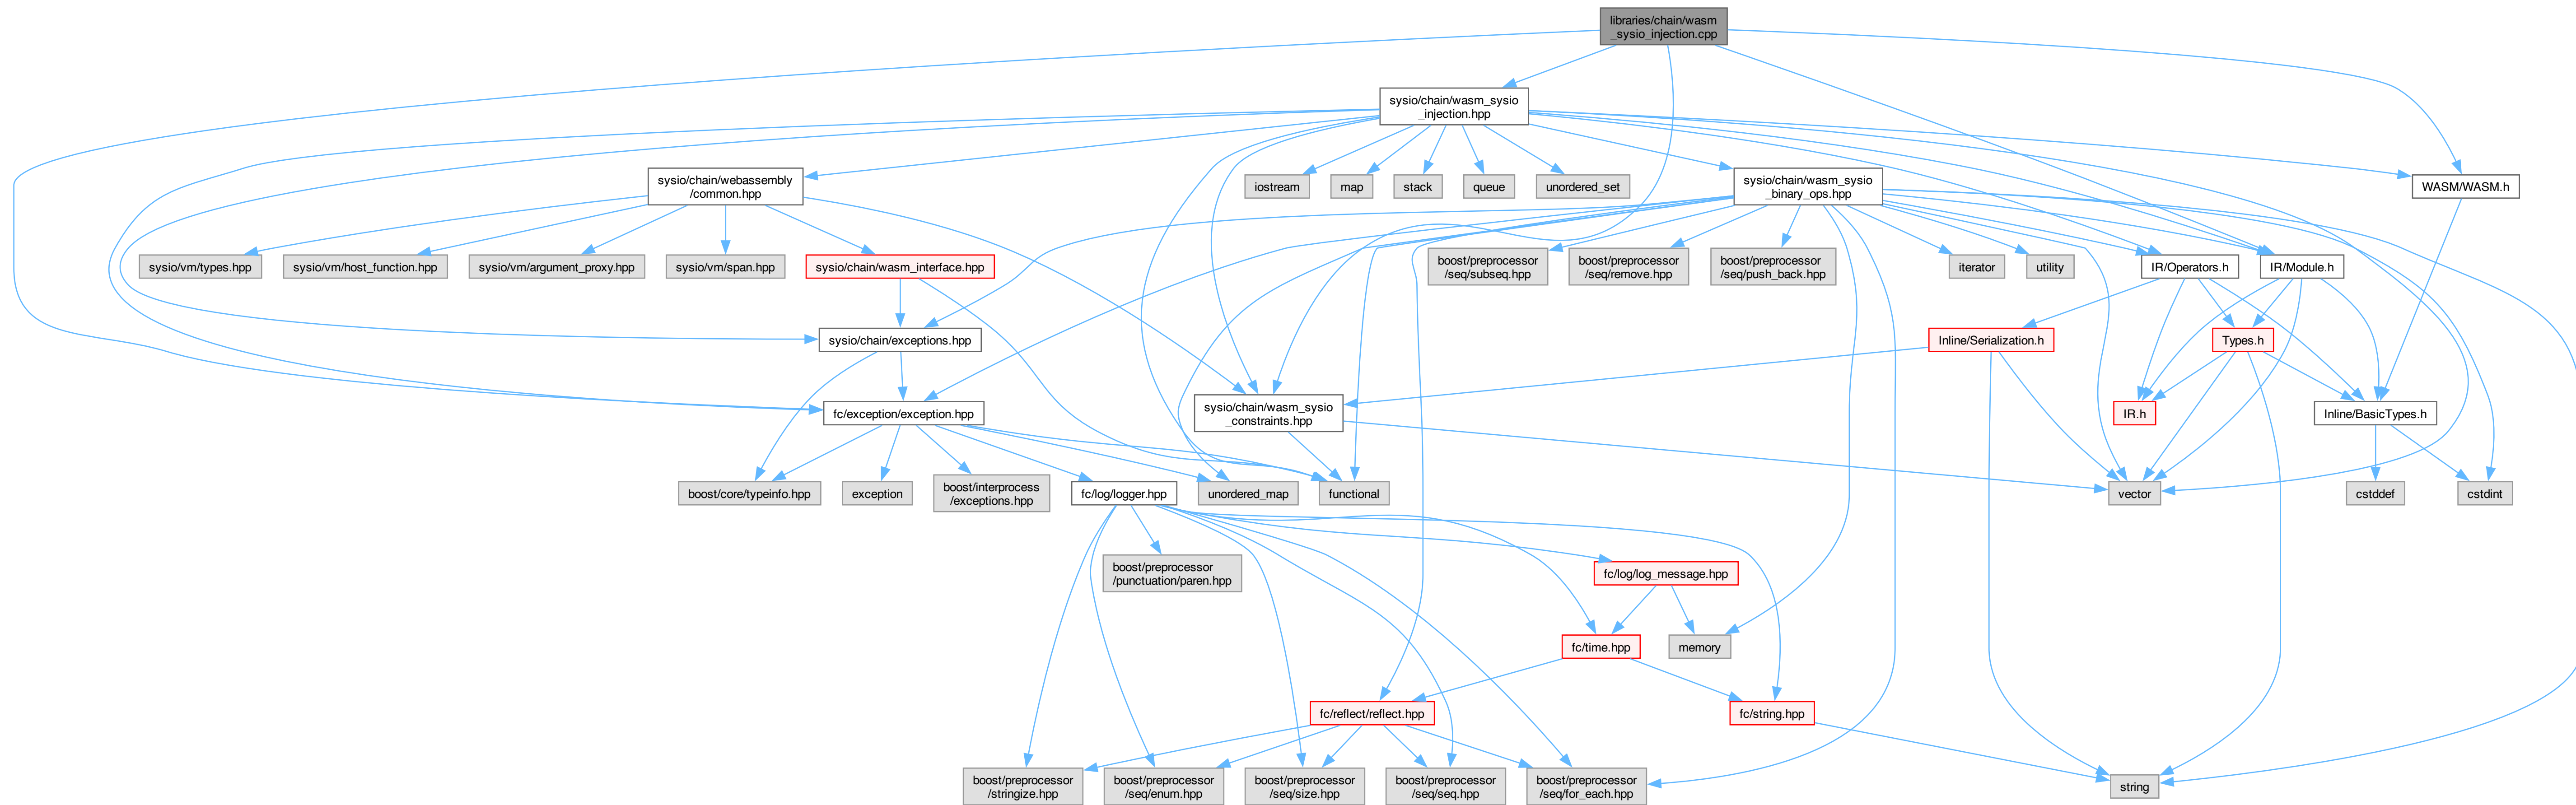 libraries/chain/wasm
_sysio_injection.cpp
sysio/chain/wasm_sysio
_injection.hpp
sysio/chain/webassembly
/common.hpp
iostream
map
stack
queue
unordered_set
sysio/chain/wasm_sysio
_binary_ops.hpp
WASM/WASM.h
sysio/vm/types.hpp
sysio/vm/host_function.hpp
sysio/vm/argument_proxy.hpp
sysio/vm/span.hpp
sysio/chain/wasm_interface.hpp
boost/preprocessor
/seq/subseq.hpp
boost/preprocessor
/seq/remove.hpp
boost/preprocessor
/seq/push_back.hpp
iterator
utility
IR/Operators.h
IR/Module.h
sysio/chain/exceptions.hpp
Inline/Serialization.h
Types.h
fc/exception/exception.hpp
sysio/chain/wasm_sysio
_constraints.hpp
IR.h
Inline/BasicTypes.h
boost/core/typeinfo.hpp
exception
boost/interprocess
/exceptions.hpp
fc/log/logger.hpp
unordered_map
functional
vector
cstddef
cstdint
boost/preprocessor
/punctuation/paren.hpp
fc/log/log_message.hpp
fc/time.hpp
memory
fc/reflect/reflect.hpp
fc/string.hpp
boost/preprocessor
/stringize.hpp
boost/preprocessor
/seq/enum.hpp
boost/preprocessor
/seq/size.hpp
boost/preprocessor
/seq/seq.hpp
boost/preprocessor
/seq/for_each.hpp
string